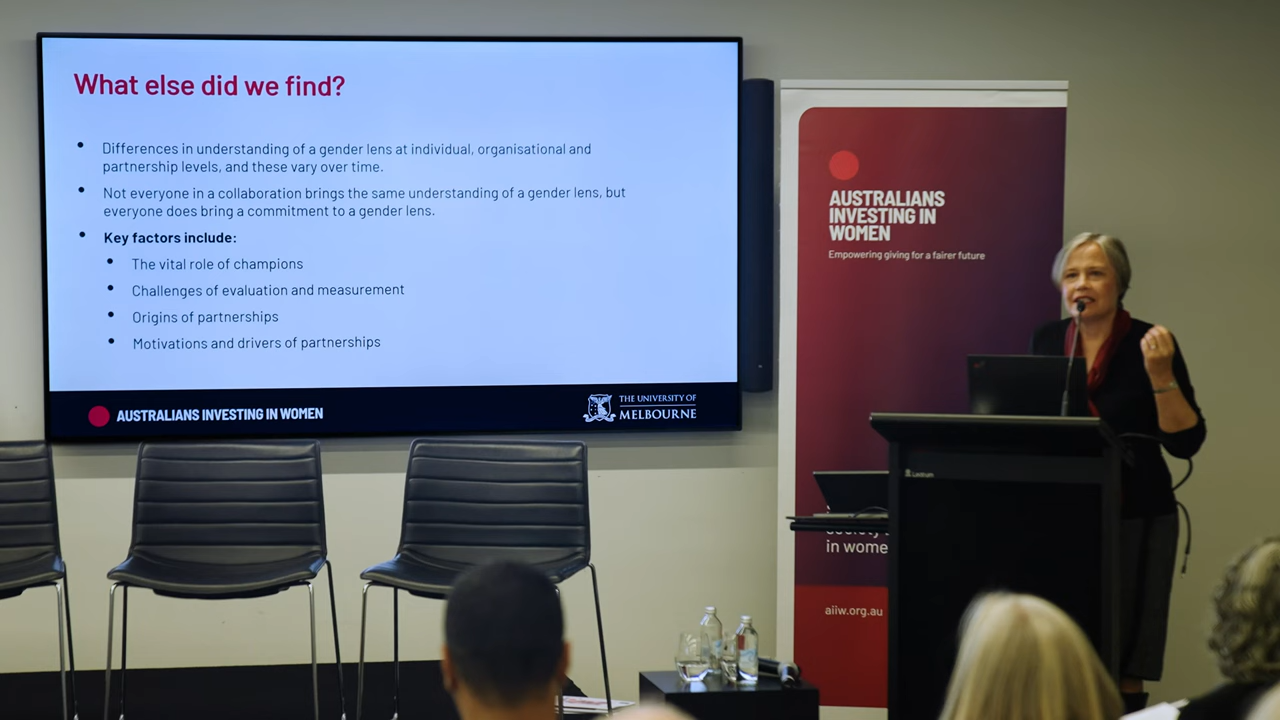 What else did we find?
• Differences in understanding of a gender lens at individual, organisational and
partnership levels, and these vary over time.
• Not everyone in a collaboration brings the same understanding of a gender lens, but
everyone does bring a commitment to a gender lens.
• Key factors include:
• The vital role of champions
• Challenges of evaluation and measurement
• Origins of partnerships
• Motivations and drivers of partnerships
AUSTRALIANS INVESTING IN WOMEN
THE UNIVERSITY OF
MELBOURNE
AUSTRALIANS
INVESTING IN
WOMEN
Empowering giving for a fairer future
in wome
aiiw.org.au
Lectrum